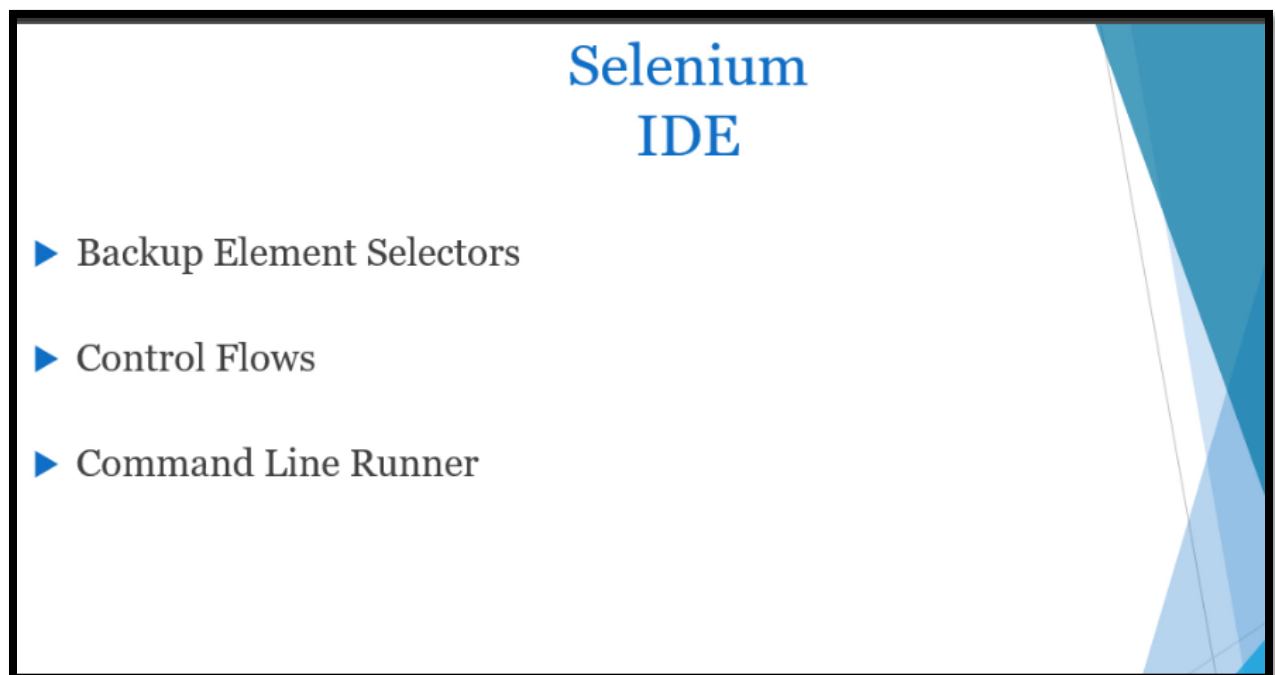 Selenium
IDE
Backup Element Selectors
Control Flows
Command Line Runner